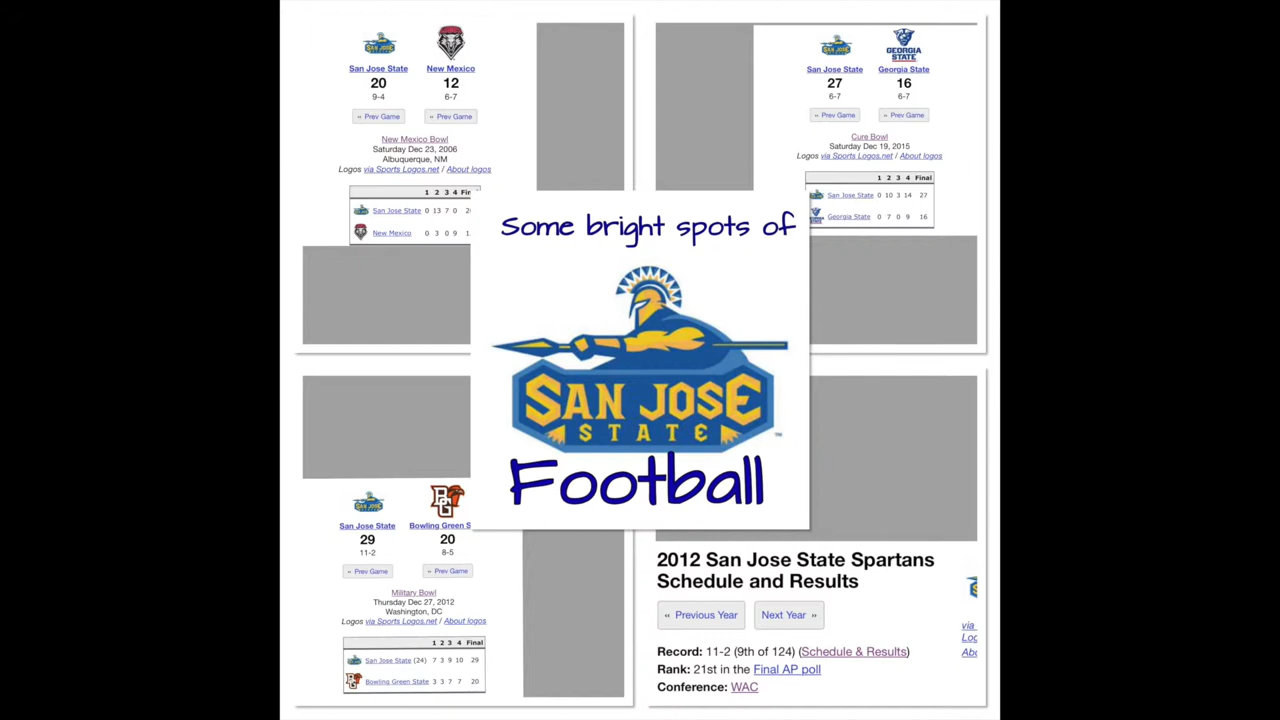 San Jose State New Mexico
20 12
9-4 6-7
« Prev Game « Prev Game
New Mexico Bowl
Saturday Dec 23, 2006
Albuquerque, NM
Logos via Sports Logos.net / About logos
1 2 3 4
San Jose State 0 13 7 0
New Mexico 0 3 0 9
GEORGIA
STATE
San Jose State Georgia State
27 16
6-7 6-7
« Prev Game « Prev Game
Cure Bowl
Saturday Dec 19, 2015
Logos via Sports Logos.net / About logos
1 2 3 4 Final
San Jose State 0 10 3 14 27
Georgia State 0 7 0 9 16
Some bright spots of
SAN JOSE
STATE
TM
Football
BG
San Jose State Bowling Green S
29 20
11-2 8-5
« Prev Game « Prev Game
Military Bowl
Thursday Dec 27, 2012
Washington, DC
Logos via Sports Logos.net / About logos
1 2 3 4 Final
San Jose State (24) 7 3 9 10 29
Bowling Green State 3 3 7 7 20
2012 San Jose State Spartans
Schedule and Results
« Previous Year Next Year »
via
Record: 11-2 (9th of 124) (Schedule & Results)
Rank: 21st in the Final AP poll
Conference: WAC